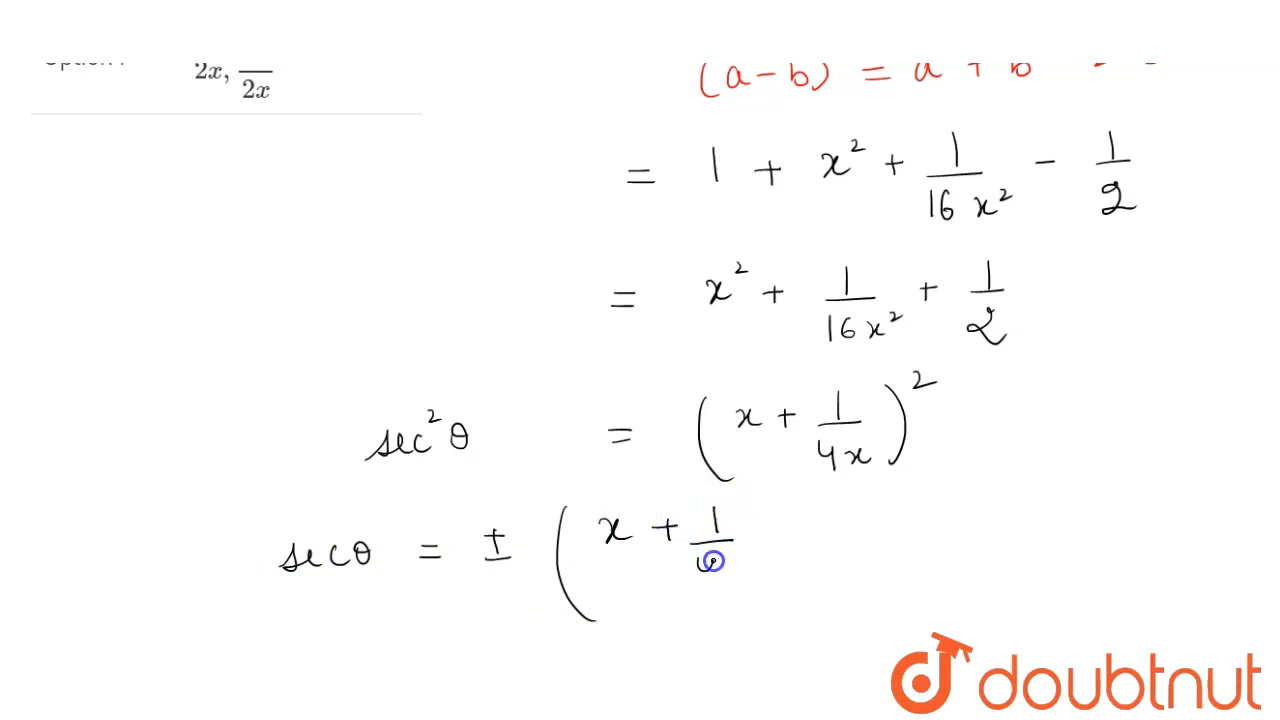 2x, 2x
(a - b) = a + b
= 1 + x² + 1/16x² - 1/2
= x² + 1/16x² + 1/2
sec²θ = (x + 1/4x)²
secθ = ± (x + 1/
doubtnut